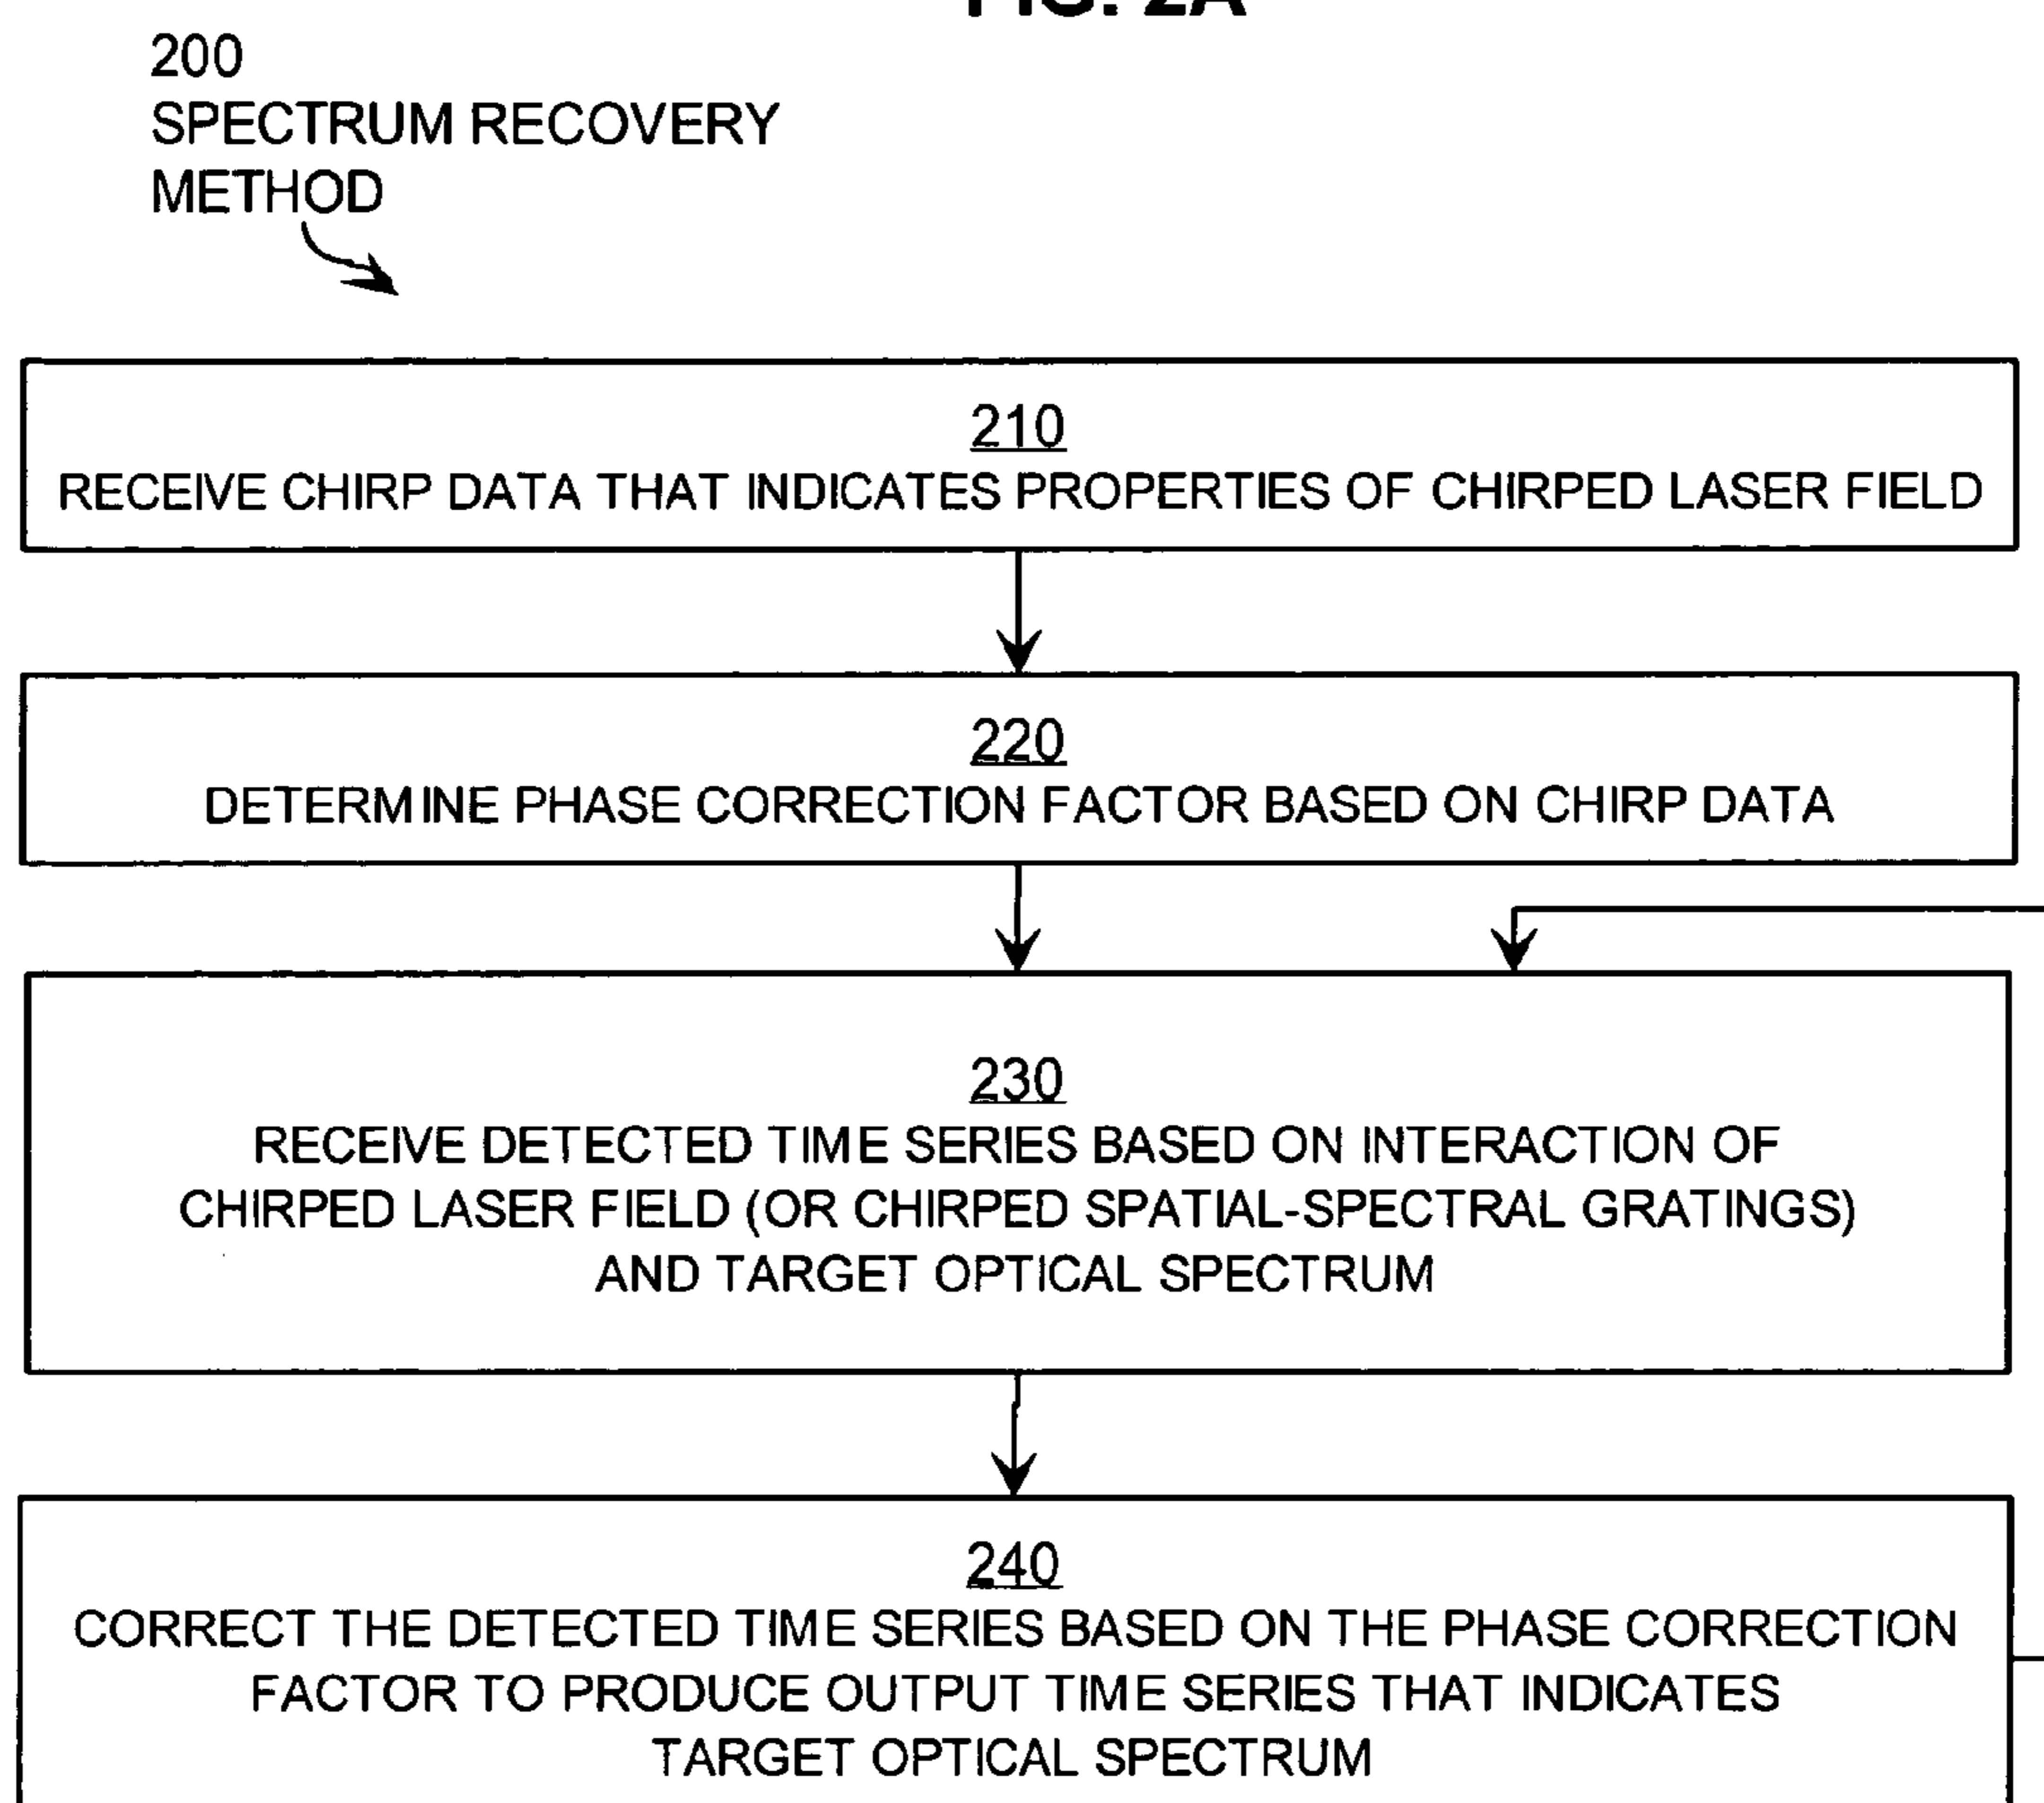 FIG. 2A
200
SPECTRUM RECOVERY
METHOD
210
RECEIVE CHIRP DATA THAT INDICATES PROPERTIES OF CHIRPED LASER FIELD
220
DETERMINE PHASE CORRECTION FACTOR BASED ON CHIRP DATA
230
RECEIVE DETECTED TIME SERIES BASED ON INTERACTION OF
CHIRPED LASER FIELD (OR CHIRPED SPATIAL-SPECTRAL GRATINGS)
AND TARGET OPTICAL SPECTRUM
240
CORRECT THE DETECTED TIME SERIES BASED ON THE PHASE CORRECTION
FACTOR TO PRODUCE OUTPUT TIME SERIES THAT INDICATES
TARGET OPTICAL SPECTRUM